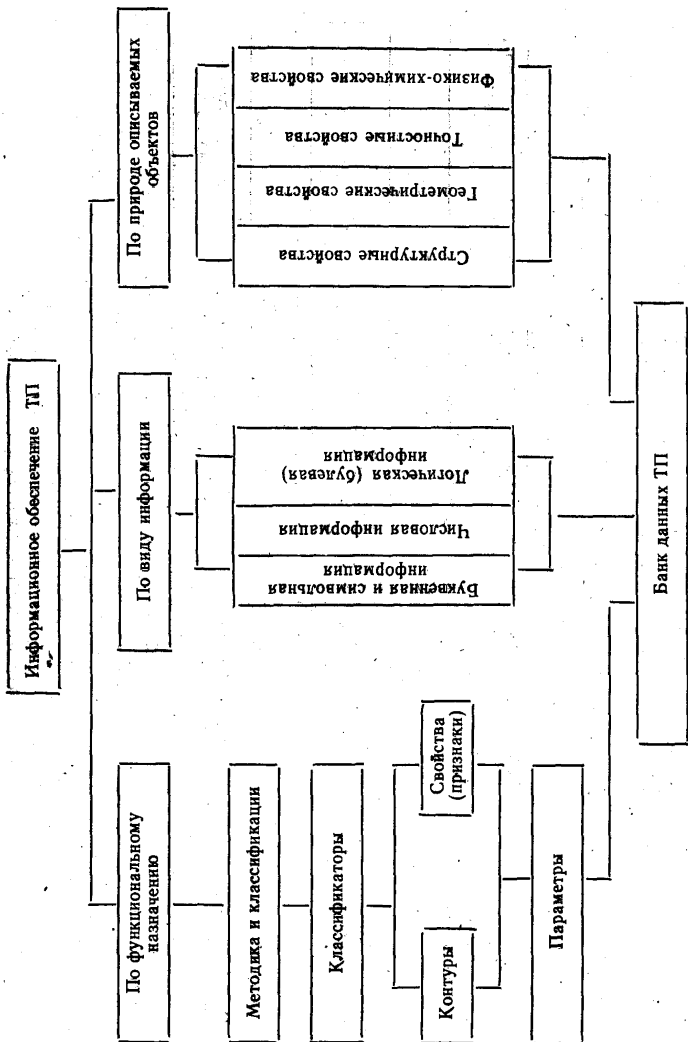 Информационное обеспечение ТП
По функциональному
назначению
По виду информации
По природе описываемых
объектов
Методика и классификации
Классификаторы
Контуры
Свойства
(признаки)
Параметры
Буквенная и символьная
информация
Числовая информация
Логическая (булевая)
информация
Структурные свойства
Геометрические свойства
Точностные свойства
Физико-химические свойства
Банк данных ТП